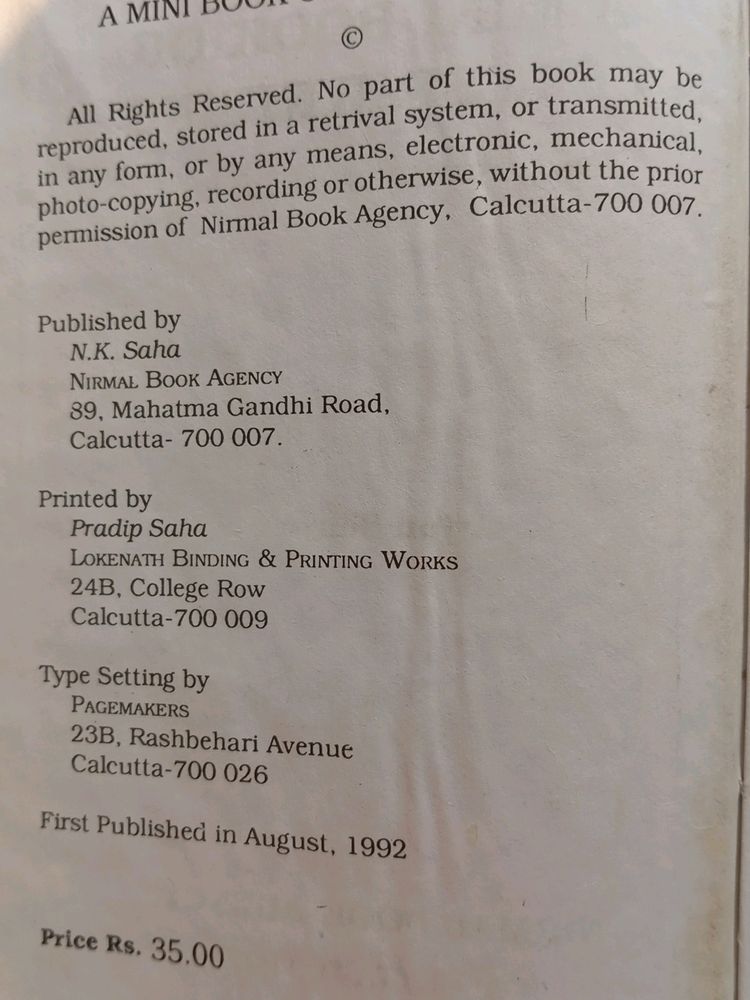 A MINI BOOK
©
All Rights Reserved. No part of this book may be
reproduced, stored in a retrival system, or transmitted,
in any form, or by any means, electronic, mechanical,
photo-copying, recording or otherwise, without the prior
permission of Nirmal Book Agency, Calcutta-700 007.
Published by
N.K. Saha
NIRMAL BOOK AGENCY
89, Mahatma Gandhi Road,
Calcutta- 700 007.
Printed by
Pradip Saha
LOKENATH BINDING & PRINTING WORKS
24B, College Row
Calcutta-700 009
Type Setting by
PAGEMAKERS
23B, Rashbehari Avenue
Calcutta-700 026
First Published in August, 1992
Price Rs. 35.00